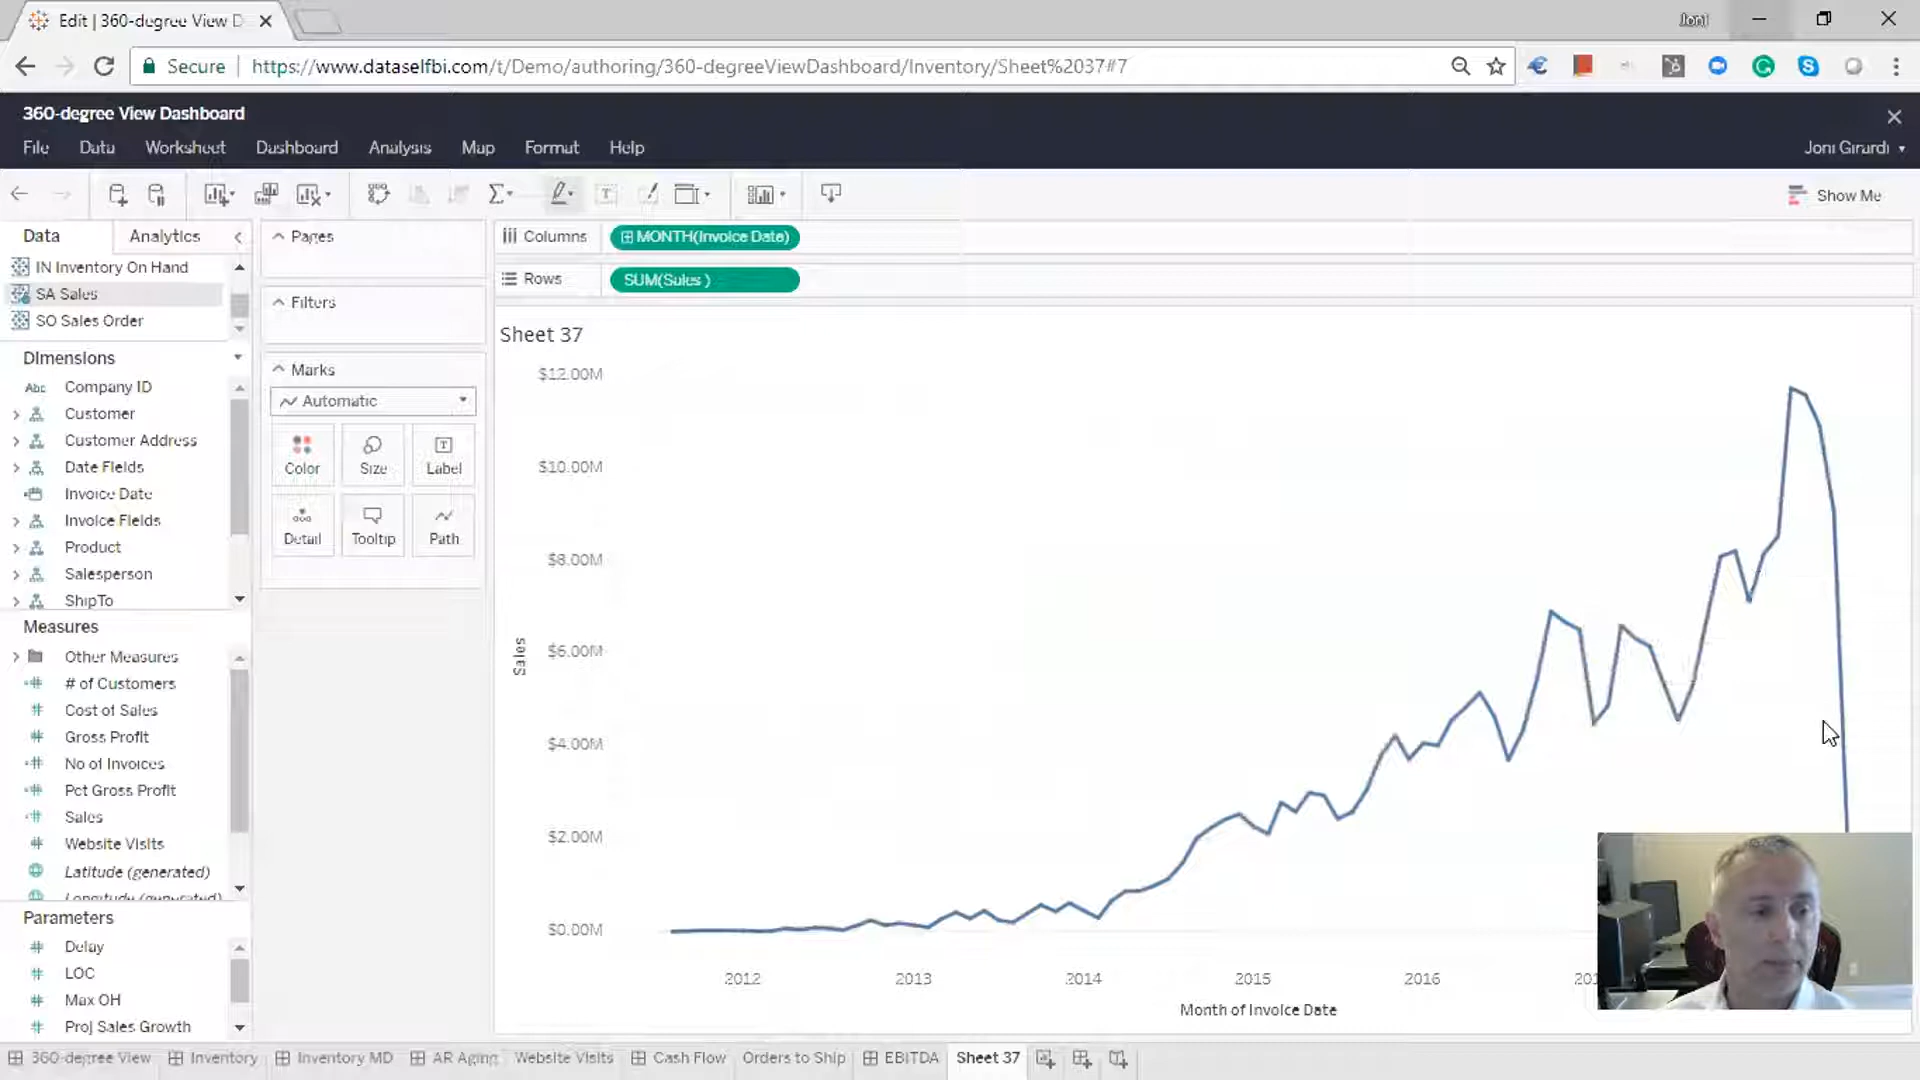 Edit | 360-degree View D
Joni
Secure
https://www.dataselfbi.com/t/Demo/authoring/360-degreeViewDashboard/Inventory/Sheet%2037#7
360-degree View Dashboard
File Data Worksheet Dashboard Analysis Map Format Help
Joni Girardi
Show Me
Data Analytics
IN Inventory On Hand
SA Sales
SO Sales Order
Dimensions
Abc Company ID
Customer
Customer Address
Date Fields
Invoice Date
Invoice Fields
Product
Salesperson
ShipTo
Measures
Other Measures
# of Customers
Cost of Sales
Gross Profit
No of Invoices
Pct Gross Profit
Sales
Website Visits
Latitude (generated)
Longitude (generated)
Parameters
Delay
LOC
Max OH
Proj Sales Growth
Pages
Filters
Marks
Automatic
Color Size Label
Detail Tooltip Path
Columns MONTH(Invoice Date)
Rows SUM(Sales )
Sheet 37
$12.00M
$10.00M
$8.00M
$6.00M
$4.00M
$2.00M
$0.00M
Sales
2012 2013 2014 2015 2016
Month of Invoice Date
360-degree View Inventory Inventory MD AR Aging Website Visits Cash Flow Orders to Ship EBITDA Sheet 37